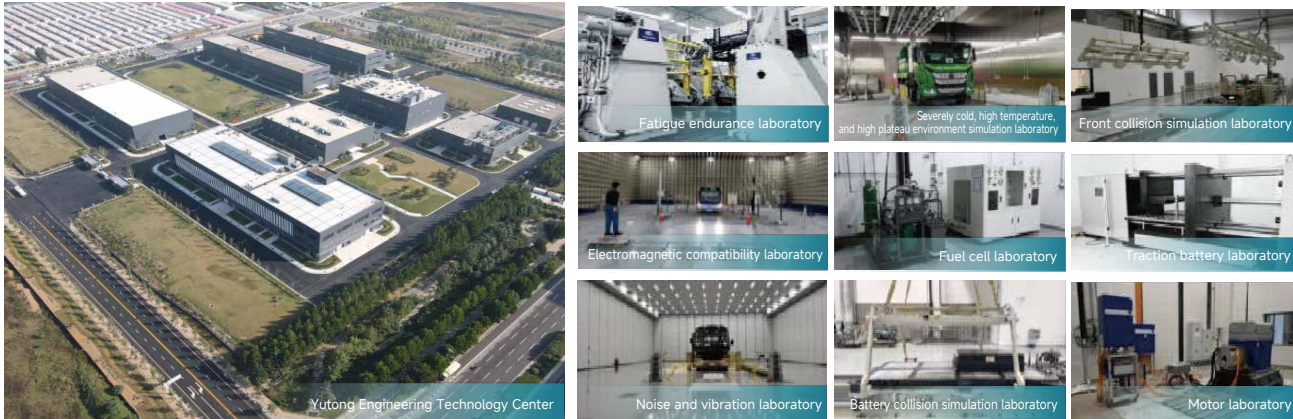 Yutong Engineering Technology Center
Fatigue endurance laboratory
Severely cold, high temperature,
and high plateau environment simulation laboratory
Front collision simulation laboratory
Electromagnetic compatibility laboratory
Fuel cell laboratory
Traction battery laboratory
Noise and vibration laboratory
Battery collision simulation laboratory
Motor laboratory